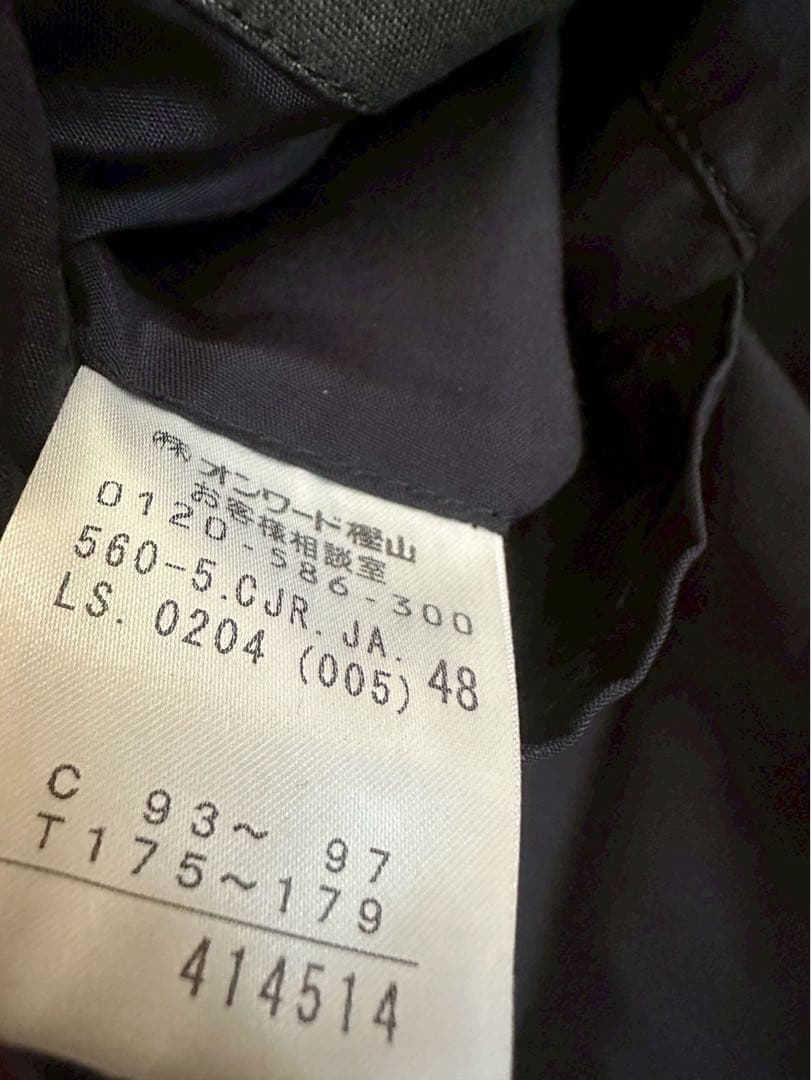 ㈱オンワード樫山
お客様相談室
0120-586-300
560-5.CJR.JA.
LS. 0204 (005) 48
C 93～ 97
T175～179
414514